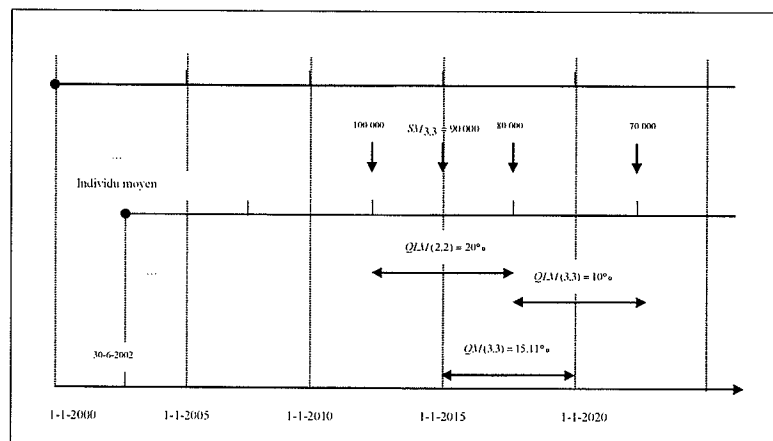 100 000 SM3,3 = 90 000 80 000 70 000
...
Individu moyen
QLM(2,2) = 20%
... QLM(3,3) = 10%
30-6-2002 QM(3,3) = 15.11%
1-1-2000 1-1-2005 1-1-2010 1-1-2015 1-1-2020